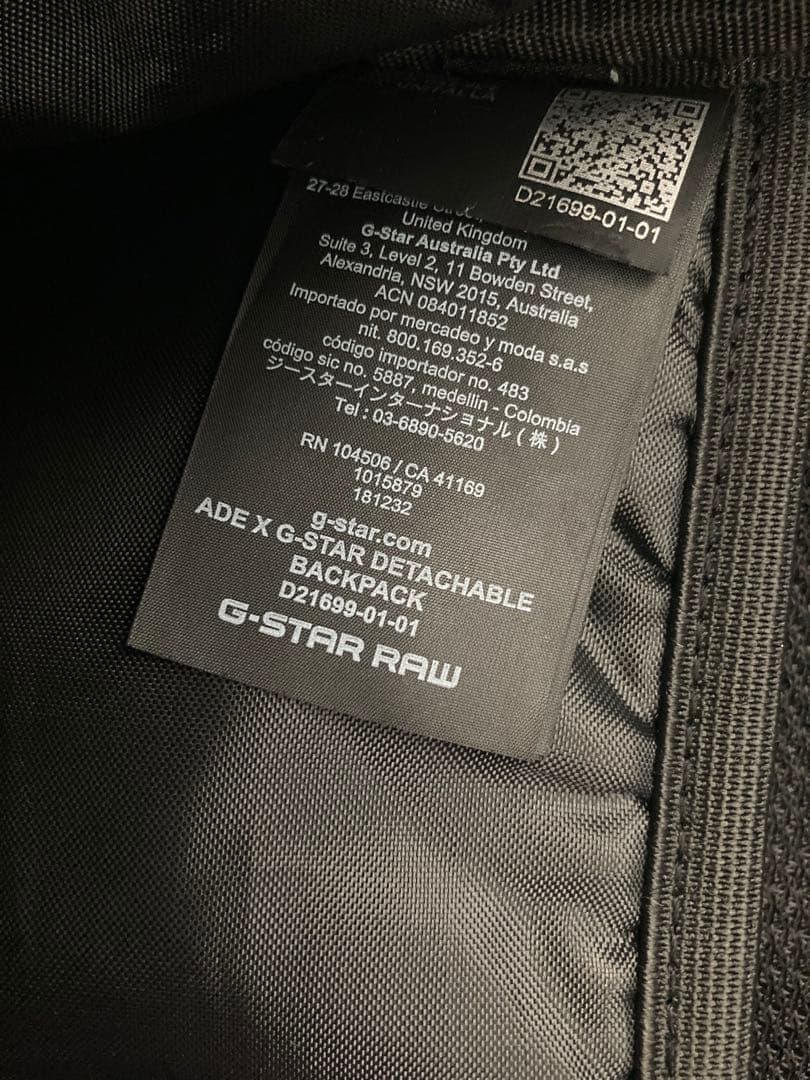 D21699-01-01
27-28 Eastcastle
United Kingdom
G-Star Australia Pty Ltd
Suite 3, Level 2, 11 Bowden Street,
Alexandria, NSW 2015, Australia
ACN 084011852
Importado por mercadeo y moda s.a.s
nit. 800.169.352-6
código importador no. 483
código sic no. 5887, medellin - Colombia
ジースターインターナショナル(株)
Tel : 03-6890-5620
RN 104506 / CA 41169
1015879
181232
g-star.com
ADE X G-STAR DETACHABLE
BACKPACK
D21699-01-01
G-STAR RAW